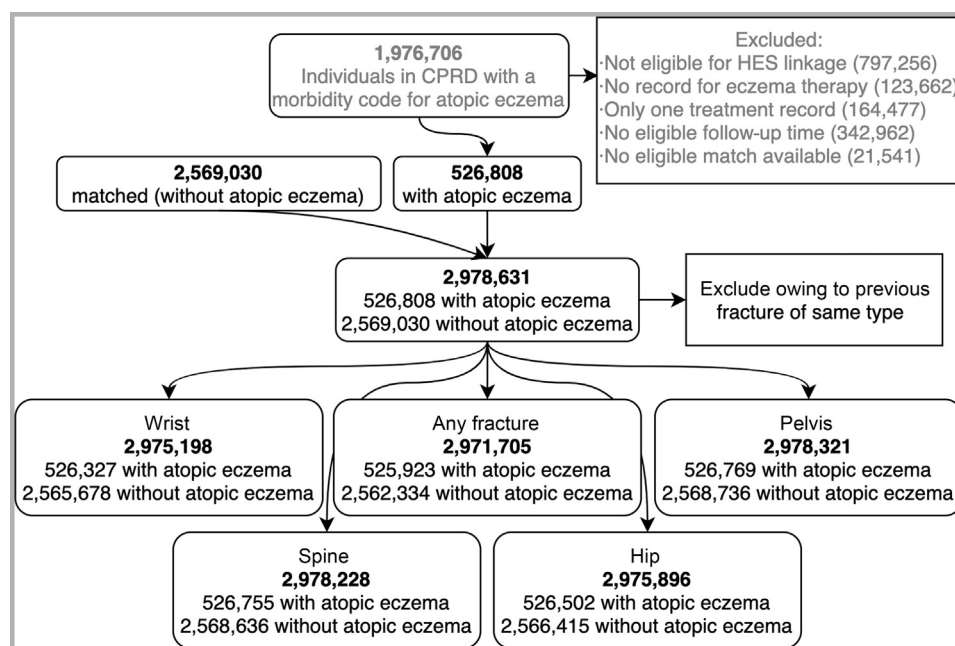 1,976,706
Individuals in CPRD with a
morbidity code for atopic eczema
Excluded:
·Not eligible for HES linkage (797,256)
·No record for eczema therapy (123,662)
·Only one treatment record (164,477)
·No eligible follow-up time (342,962)
·No eligible match available (21,541)
2,569,030
matched (without atopic eczema)
526,808
with atopic eczema
2,978,631
526,808 with atopic eczema
2,569,030 without atopic eczema
Exclude owing to previous
fracture of same type
Wrist
2,975,198
526,327 with atopic eczema
2,565,678 without atopic eczema
Any fracture
2,971,705
525,923 with atopic eczema
2,562,334 without atopic eczema
Pelvis
2,978,321
526,769 with atopic eczema
2,568,736 without atopic eczema
Spine
2,978,228
526,755 with atopic eczema
2,568,636 without atopic eczema
Hip
2,975,896
526,502 with atopic eczema
2,566,415 without atopic eczema